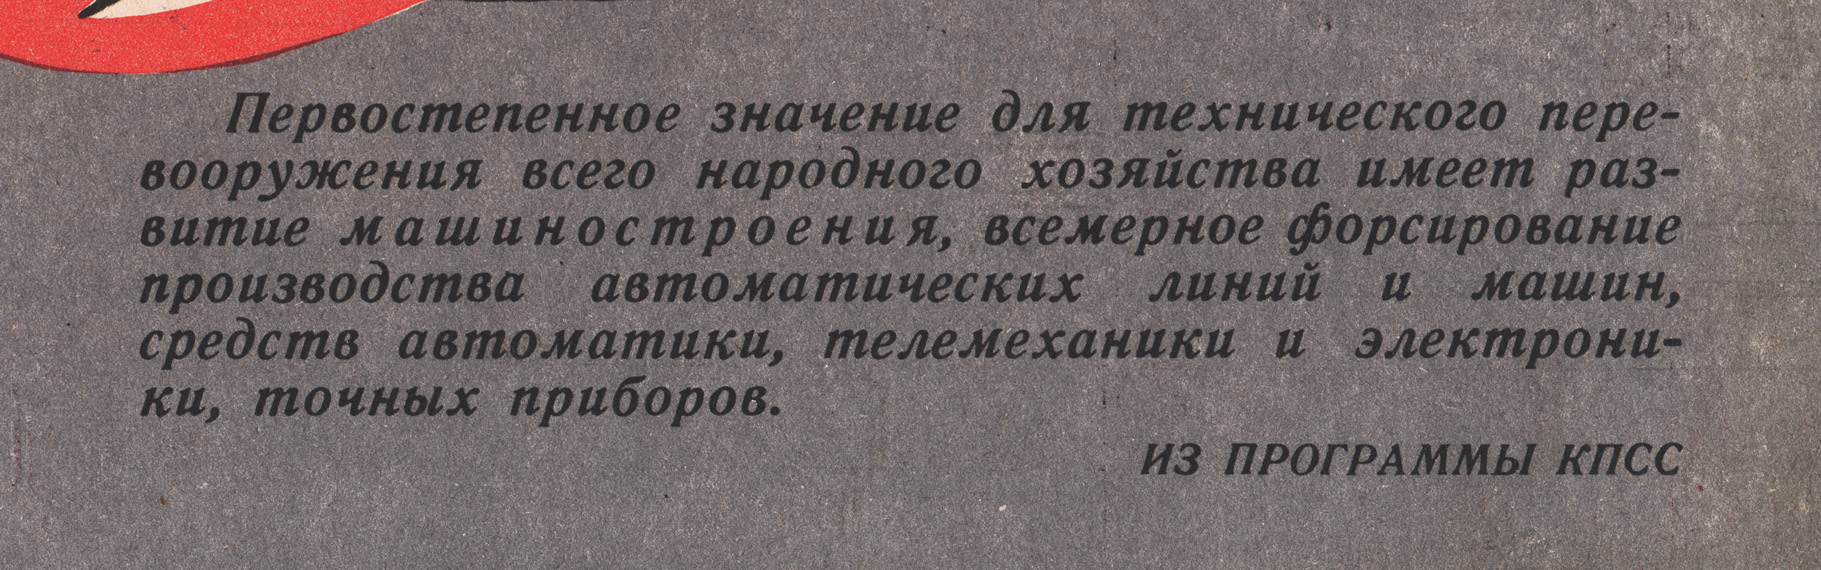 Первостепенное значение для технического пере-
вооружения всего народного хозяйства имеет раз-
витие машиностроения, всемерное форсирование
производства автоматических линий и машин,
средств автоматики, телемеханики и электрони-
ки, точных приборов.
ИЗ ПРОГРАММЫ КПСС